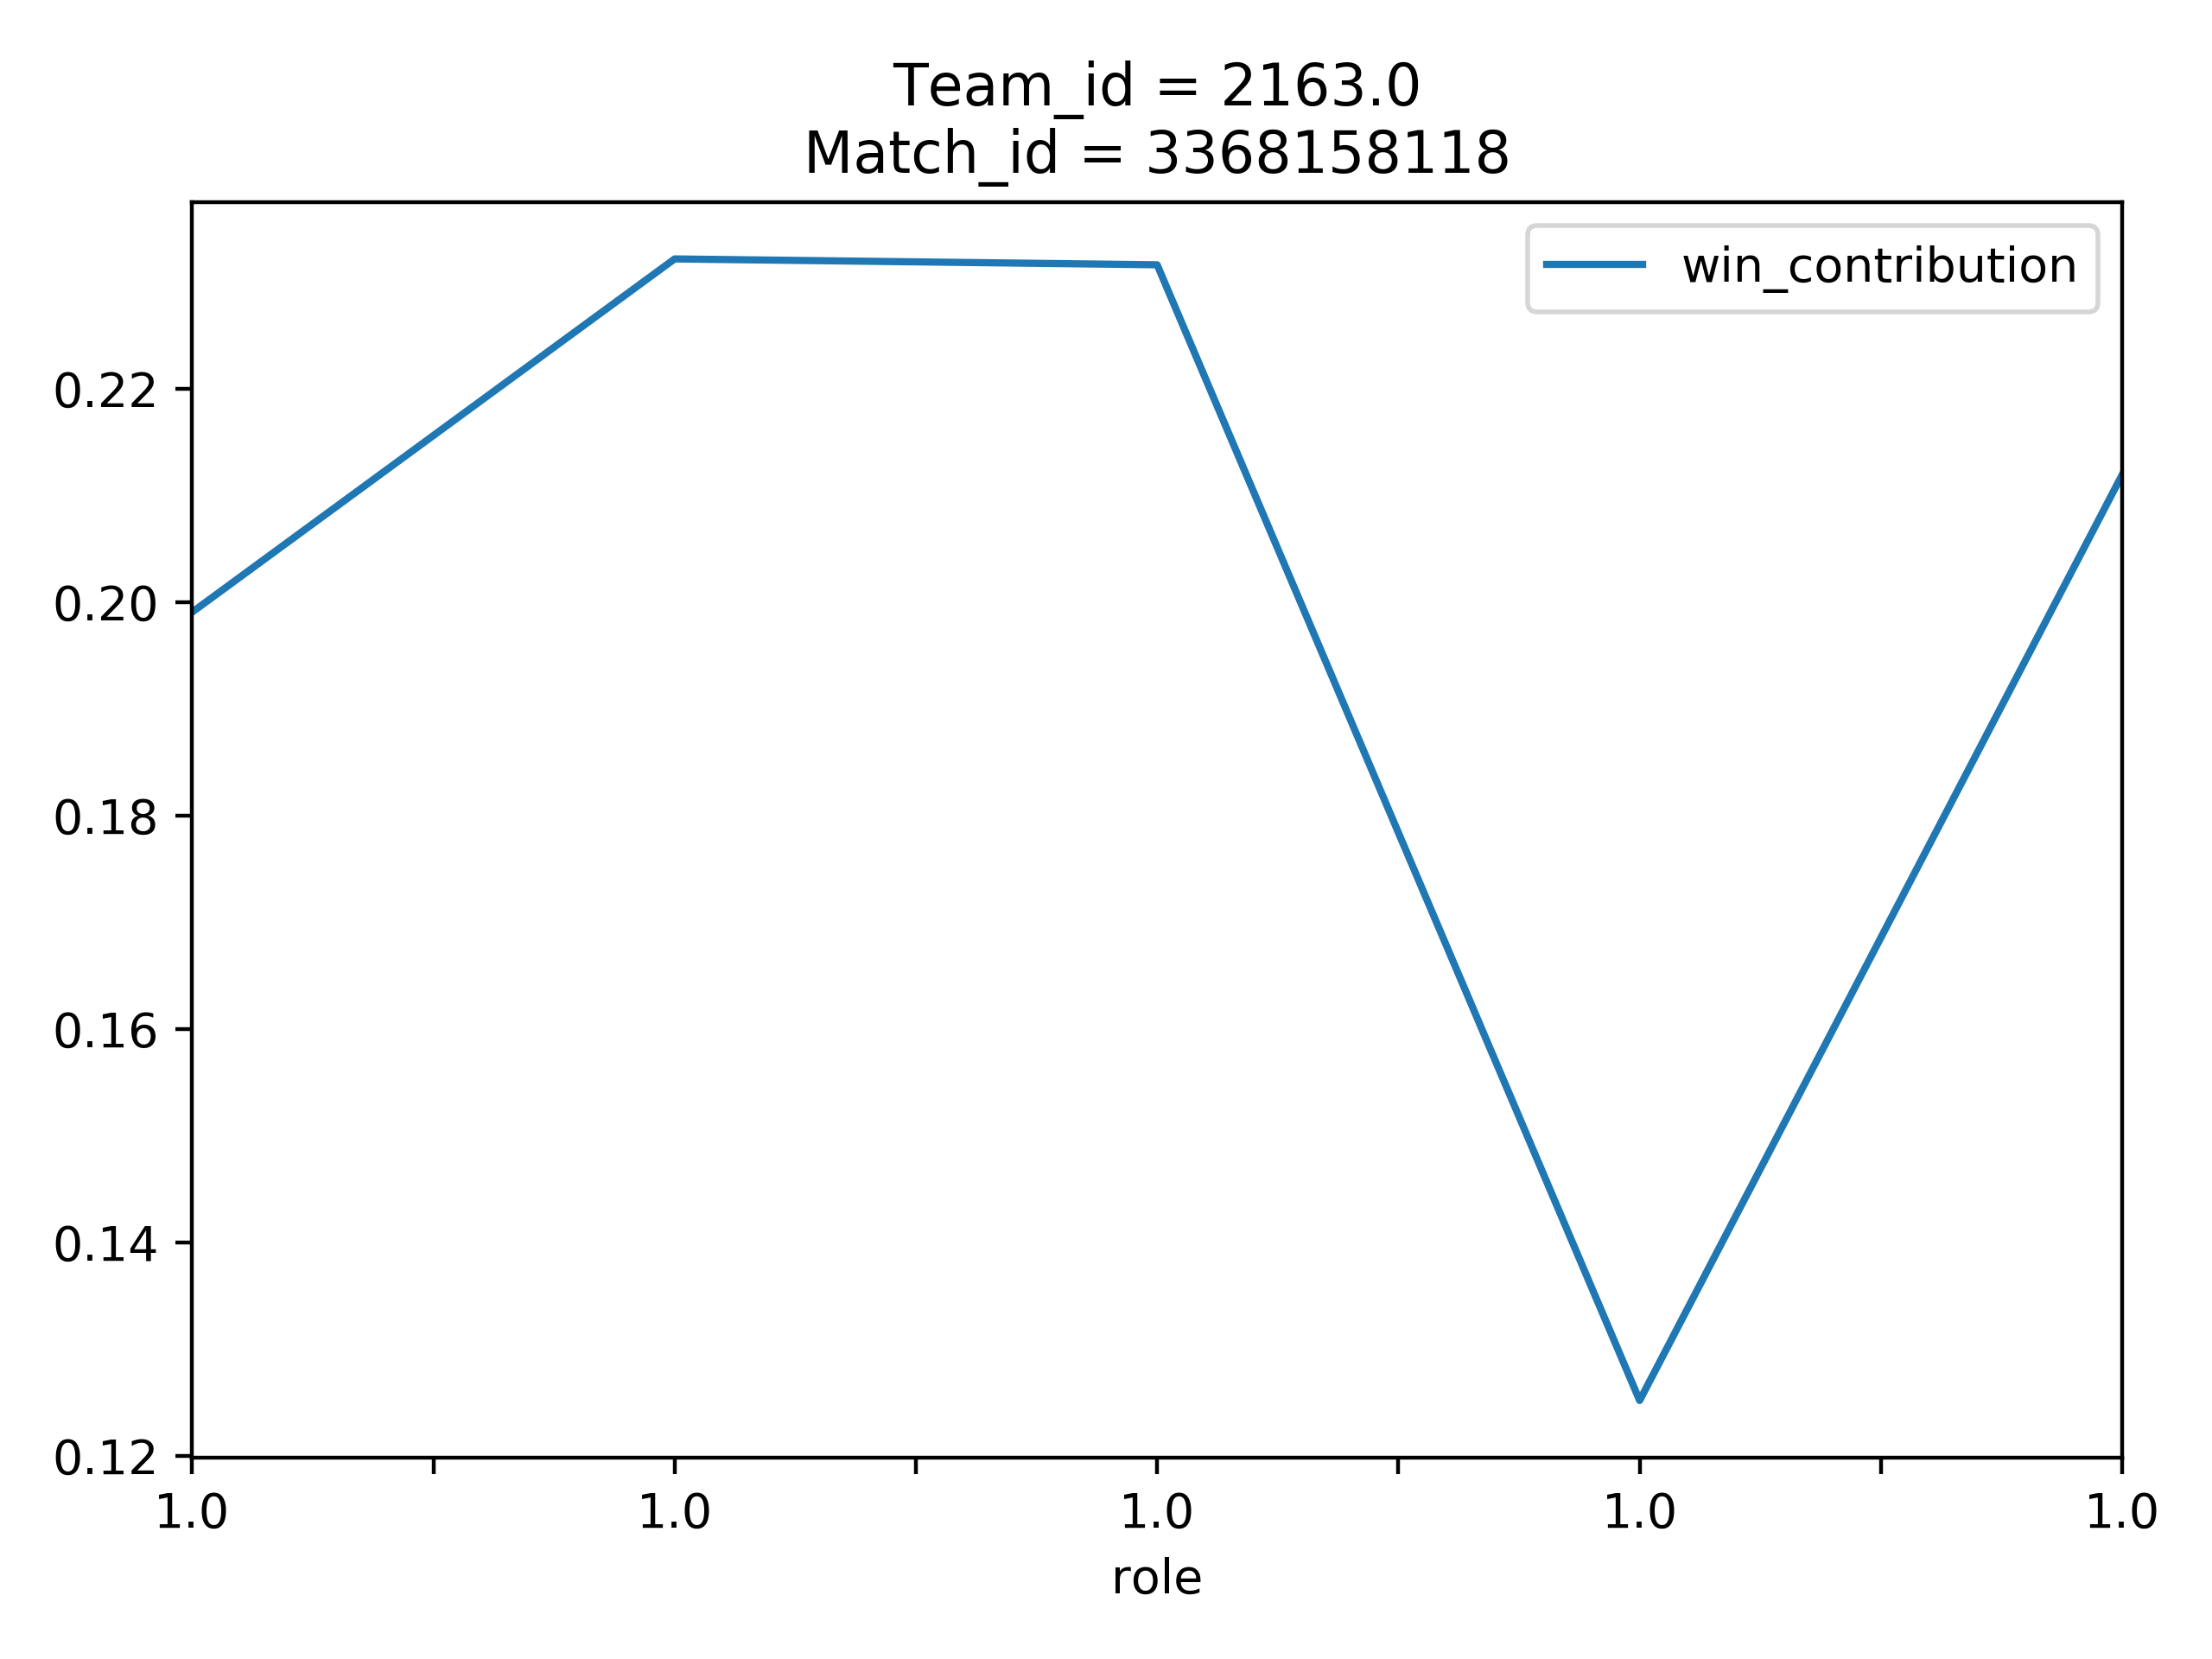 Team_id = 2163.0
Match_id = 3368158118
win_contribution
0.22
0.20
0.18
0.16
0.14
0.12
1.0 1.0 1.0 1.0 1.0
role